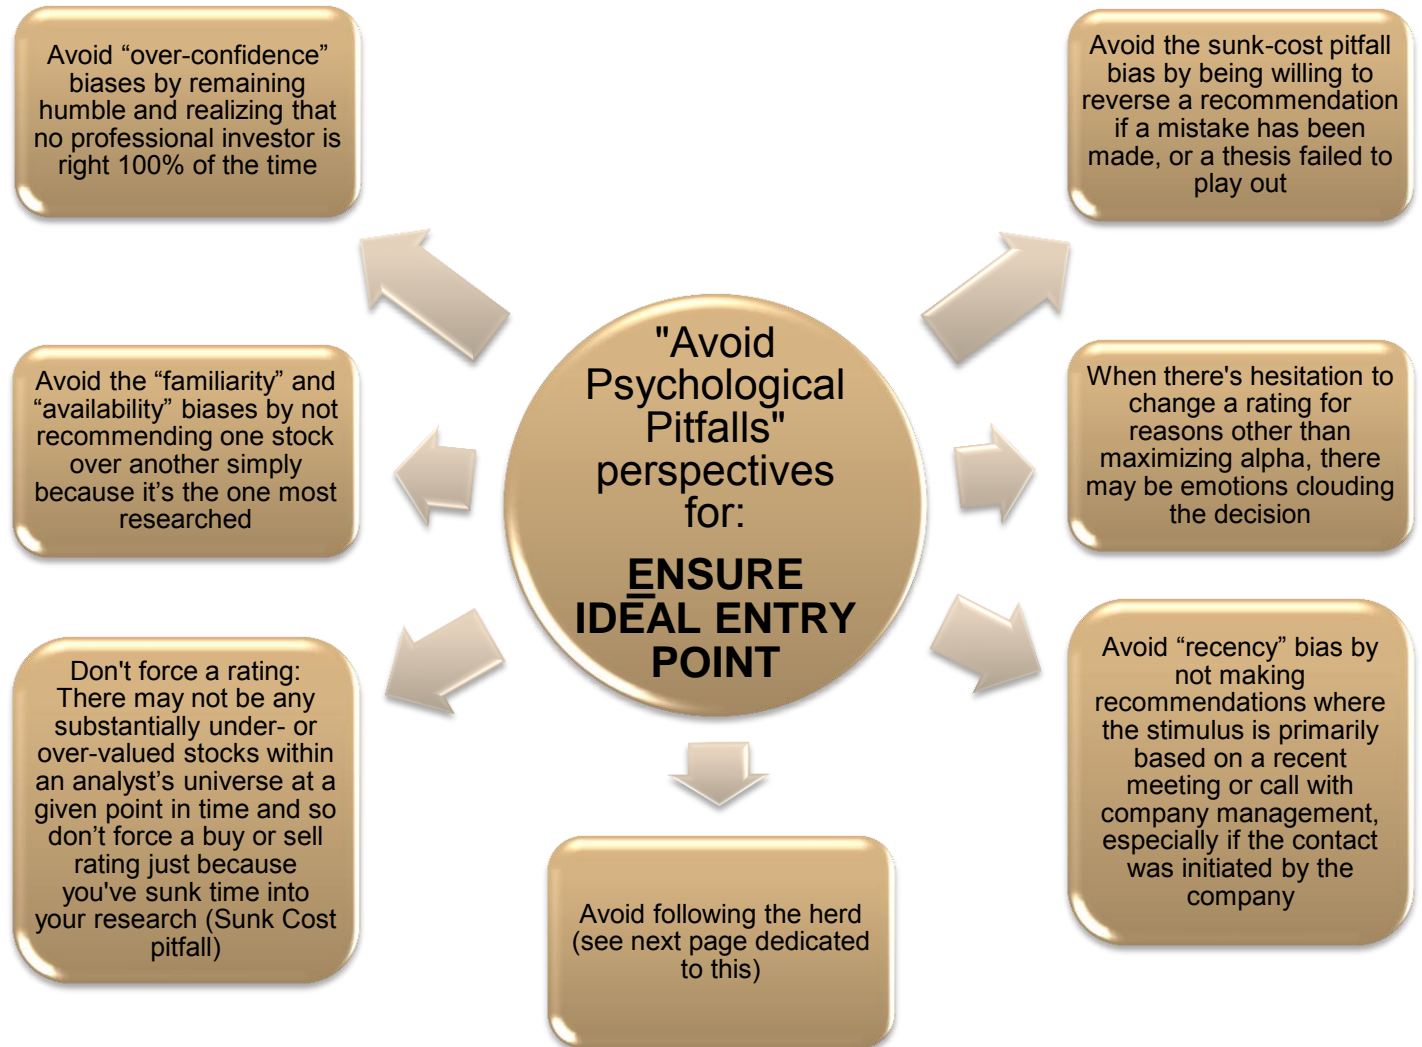 Avoid “over-confidence”
biases by remaining
humble and realizing that
no professional investor is
right 100% of the time
Avoid the sunk-cost pitfall
bias by being willing to
reverse a recommendation
if a mistake has been
made, or a thesis failed to
play out
"Avoid
Psychological
Pitfalls"
perspectives
for:
ENSURE
IDEAL ENTRY
POINT
Avoid the “familiarity” and
“availability” biases by not
recommending one stock
over another simply
because it’s the one most
researched
When there's hesitation to
change a rating for
reasons other than
maximizing alpha, there
may be emotions clouding
the decision
Don't force a rating:
There may not be any
substantially under- or
over-valued stocks within
an analyst’s universe at a
given point in time and so
don’t force a buy or sell
rating just because
you've sunk time into
your research (Sunk Cost
pitfall)
Avoid following the herd
(see next page dedicated
to this)
Avoid “recency” bias by
not making
recommendations where
the stimulus is primarily
based on a recent
meeting or call with
company management,
especially if the contact
was initiated by the
company